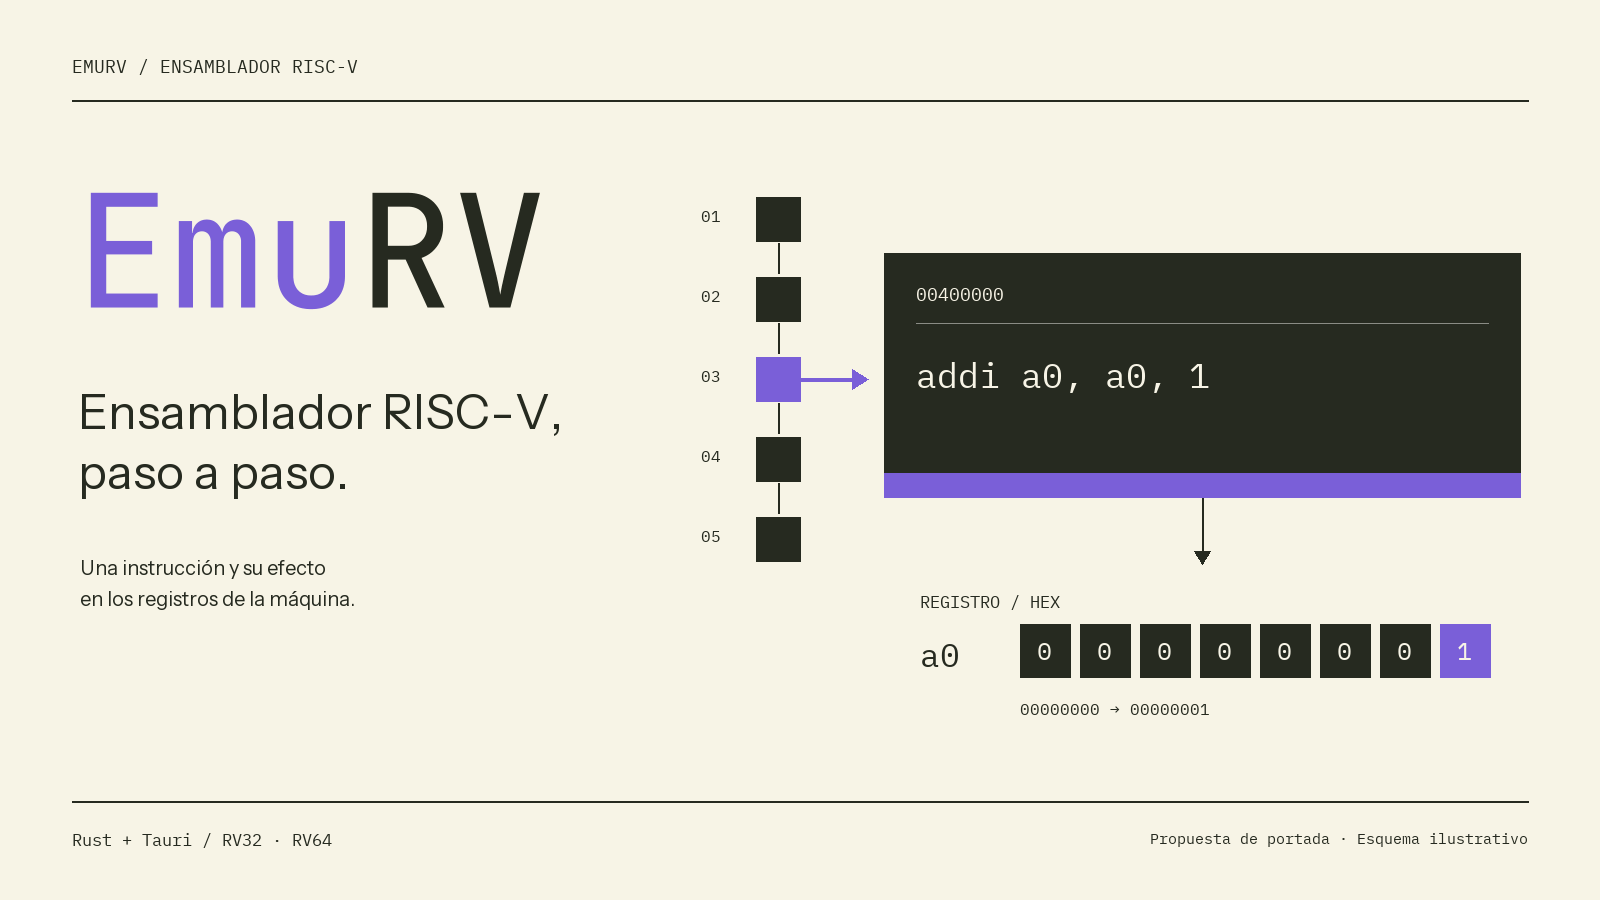 EMURV / ENSAMBLADOR RISC-V
EmuRV
Ensamblador RISC-V,
paso a paso.
Una instrucción y su efecto
en los registros de la máquina.
01
02
03
04
05
00400000
addi a0, a0, 1
REGISTRO / HEX
a0 0 0 0 0 0 0 0 1
00000000 → 00000001
Rust + Tauri / RV32 · RV64
Propuesta de portada · Esquema ilustrativo